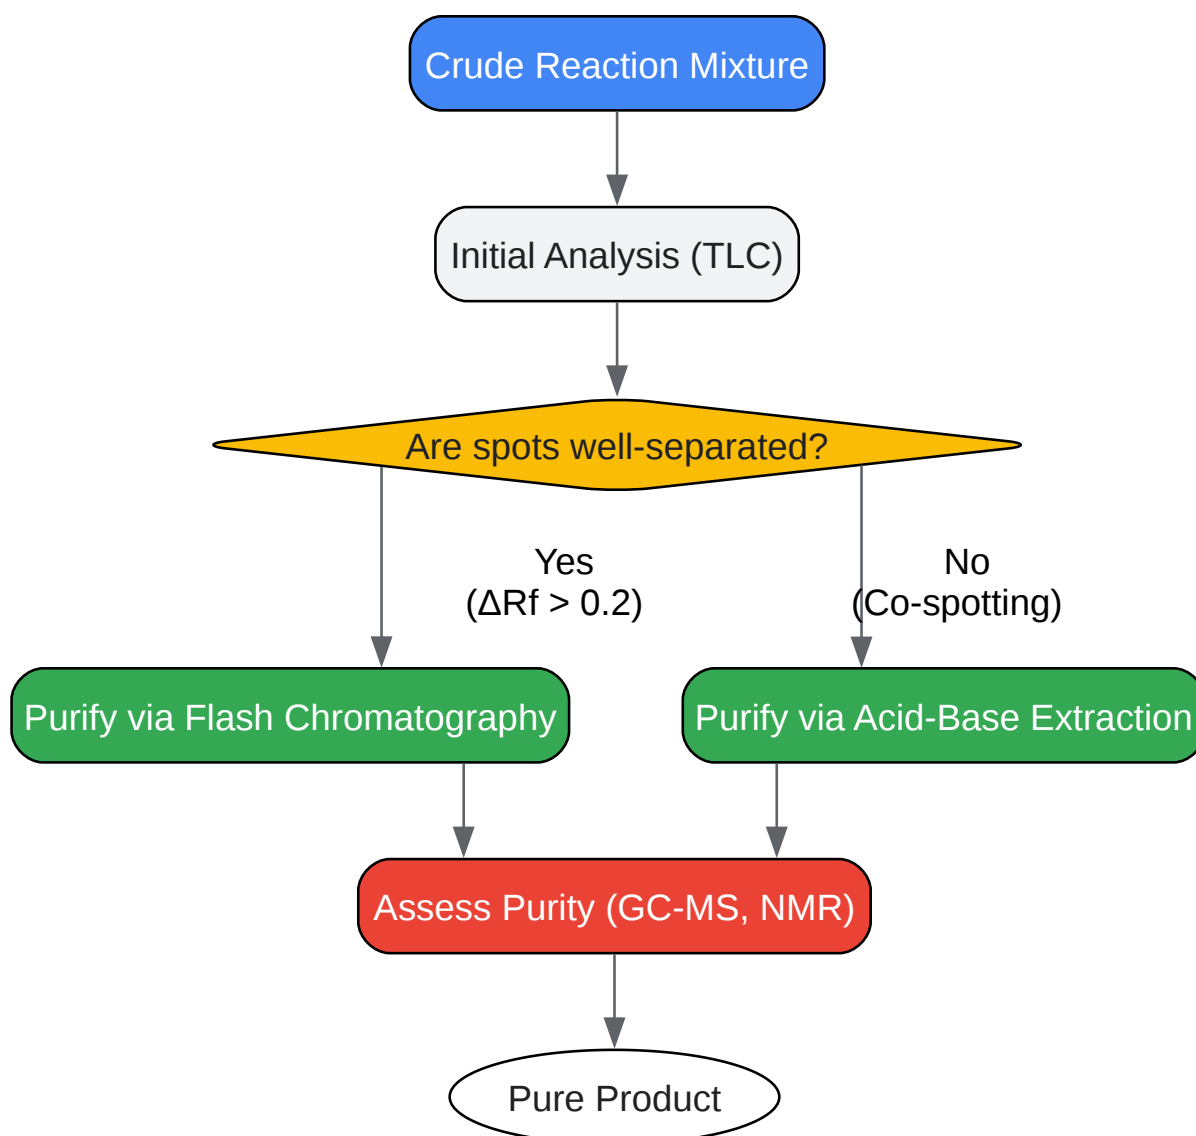 Crude Reaction Mixture
Initial Analysis (TLC)
Are spots well-separated?
Yes
(ΔRf > 0.2)
No
(Co-spotting)
Purify via Flash Chromatography
Purify via Acid-Base Extraction
Assess Purity (GC-MS, NMR)
Pure Product